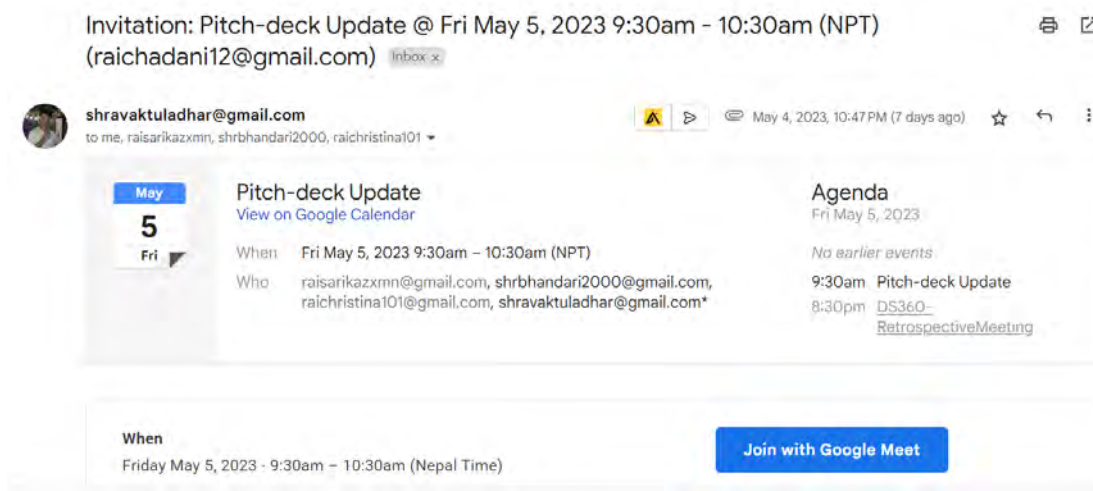 Invitation: Pitch-deck Update @ Fri May 5, 2023 9:30am - 10:30am (NPT)
(raichadani12@gmail.com) Inbox x
shravaktuladhar@gmail.com
May 4, 2023, 10:47 PM (7 days ago)
to me, raisarikazxmn, shrbhandari2000, raichristina101
May
5
Fri
Pitch-deck Update
View on Google Calendar
When Fri May 5, 2023 9:30am – 10:30am (NPT)
Who raisarikazxmn@gmail.com, shrbhandari2000@gmail.com,
raichristina101@gmail.com, shravaktuladhar@gmail.com*
Agenda
Fri May 5, 2023
No earlier events
9:30am Pitch-deck Update
8:30pm DS360-
RetrospectiveMeeting
When
Friday May 5, 2023 · 9:30am – 10:30am (Nepal Time)
Join with Google Meet